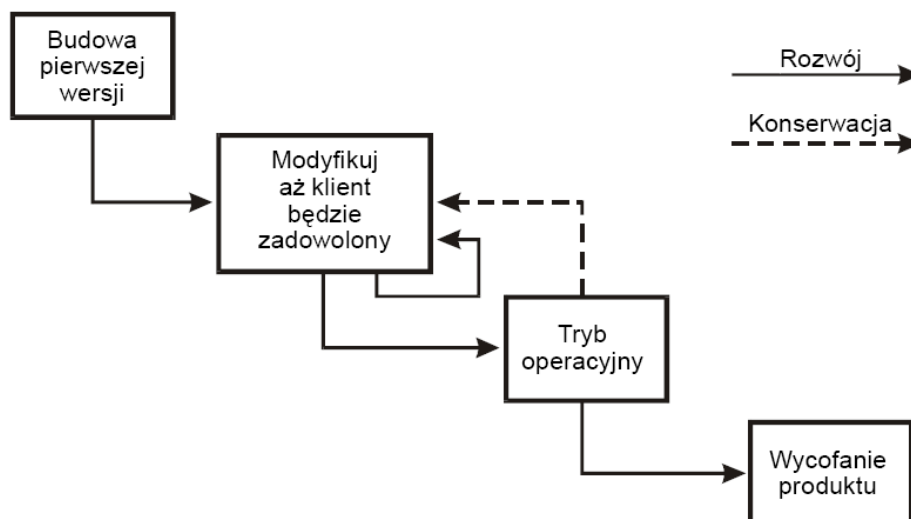 Budowa
pierwszej
wersji
Rozwój
Konserwacja
Modyfikuj
aż klient
będzie
zadowolony
Tryb
operacyjny
Wycofanie
produktu